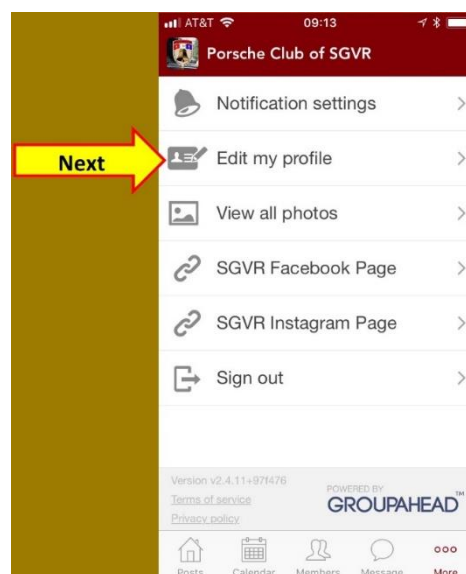 AT&T 09:13
Porsche Club of SGVR
Notification settings
Next
Edit my profile
View all photos
SGVR Facebook Page
SGVR Instagram Page
Sign out
Version v2.4.11+97f476
POWERED BY
Terms of service
GROUPAHEAD™
Privacy policy
Posts Calendar Members Message More